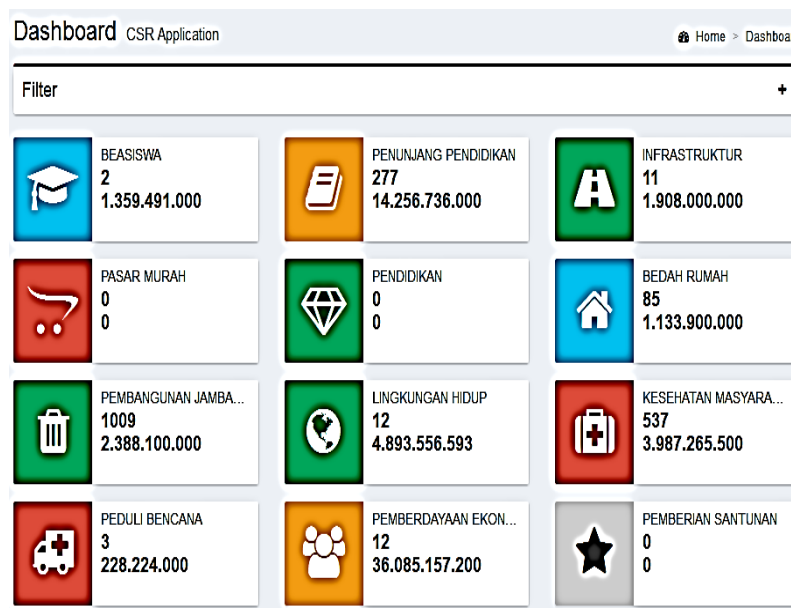 Dashboard CSR Application
Home > Dashboa
Filter +
BEASISWA
2
1.359.491.000
PENUNJANG PENDIDIKAN
277
14.256.736.000
INFRASTRUKTUR
11
1.908.000.000
PASAR MURAH
0
0
PENDIDIKAN
0
0
BEDAH RUMAH
85
1.133.900.000
PEMBANGUNAN JAMBA...
1009
2.388.100.000
LINGKUNGAN HIDUP
12
4.893.556.593
KESEHATAN MASYARA...
537
3.987.265.500
PEDULI BENCANA
3
228.224.000
PEMBERDAYAAN EKON...
12
36.085.157.200
PEMBERIAN SANTUNAN
0
0